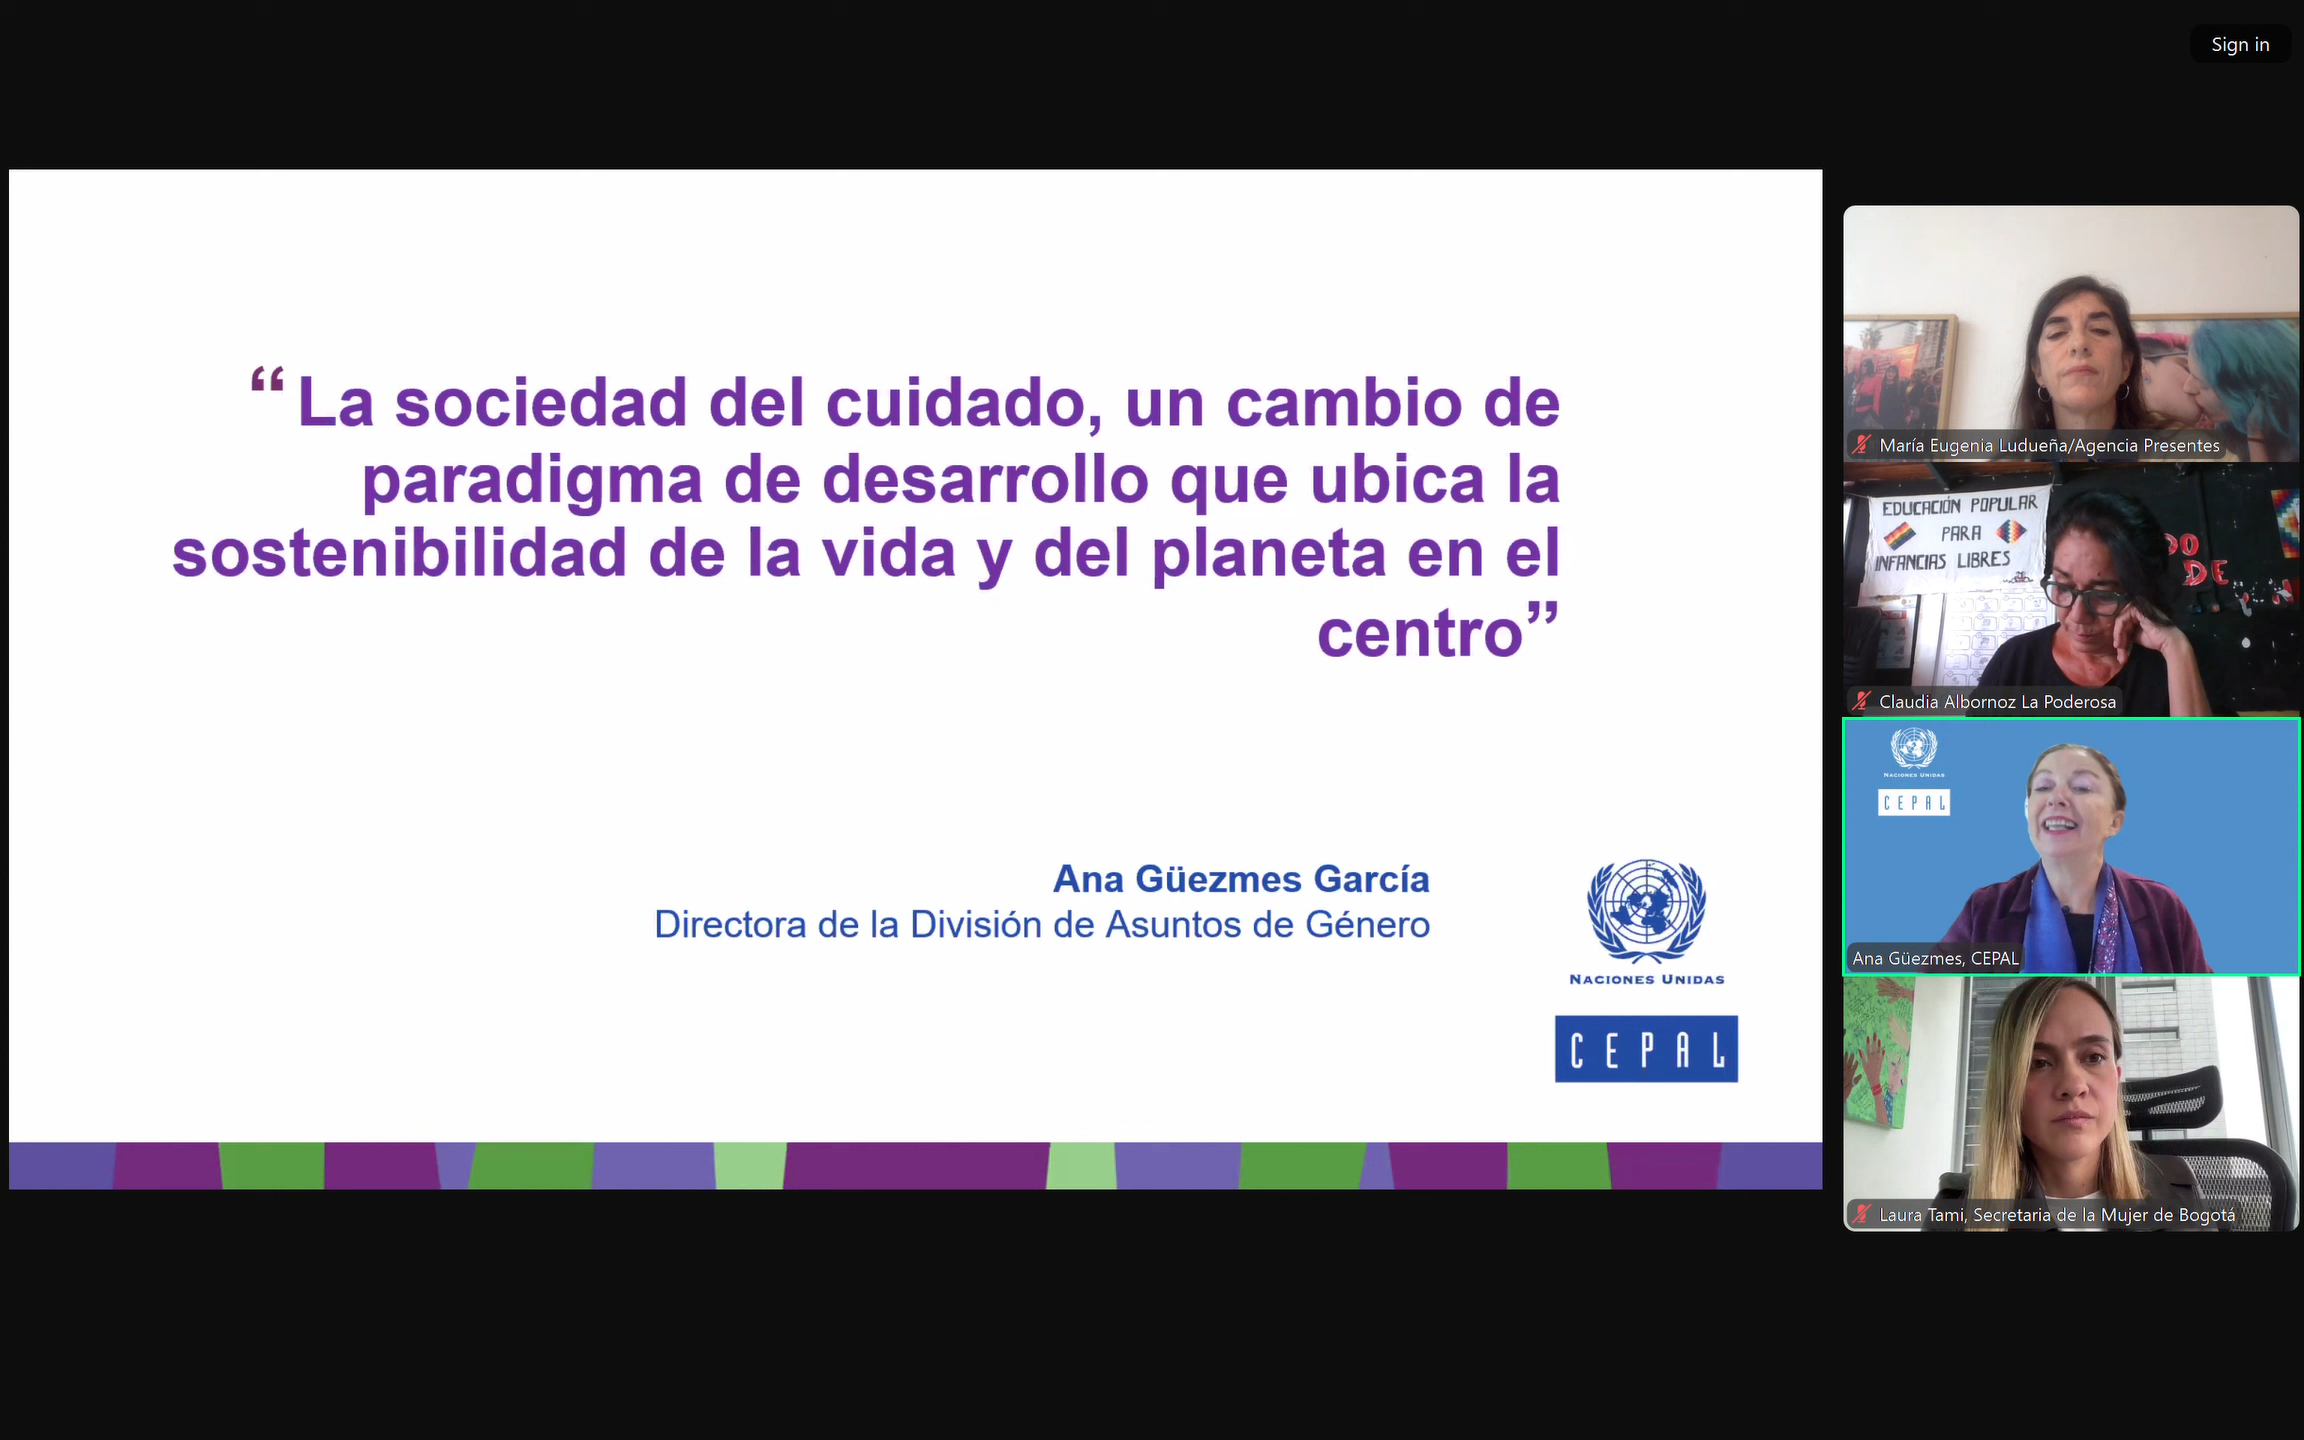 Sign in
“La sociedad del cuidado, un cambio de
paradigma de desarrollo que ubica la
sostenibilidad de la vida y del planeta en el
centro”
Ana Güezmes García
Directora de la División de Asuntos de Género
NACIONES UNIDAS
CEPAL
María Eugenia Ludueña/Agencia Presentes
EDUCACIÓN POPULAR
PARA
INFANCIAS LIBRES
DE
Claudia Albornoz La Poderosa
NACIONES UNIDAS
CEPAL
Ana Güezmes, CEPAL
Laura Tami, Secretaria de la Mujer de Bogotá